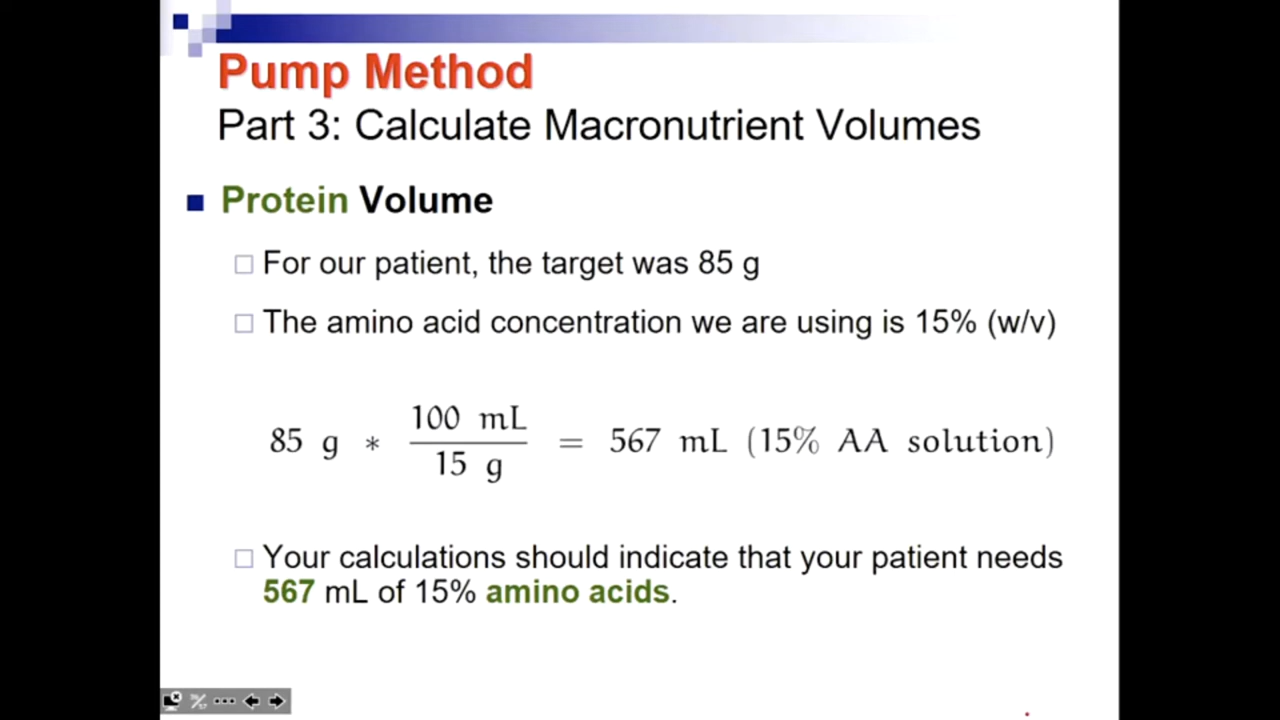 Pump Method
Part 3: Calculate Macronutrient Volumes
Protein Volume
For our patient, the target was 85 g
The amino acid concentration we are using is 15% (w/v)
85 g * 100 mL / 15 g = 567 mL (15% AA solution)
Your calculations should indicate that your patient needs
567 mL of 15% amino acids.